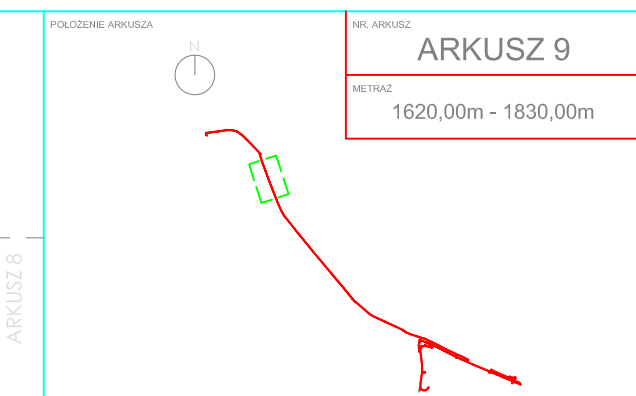 POŁOŻENIE ARKUSZA
N
NR. ARKUSZ
ARKUSZ 9
METRAŻ
1620,00m - 1830,00m
ARKUSZ 8